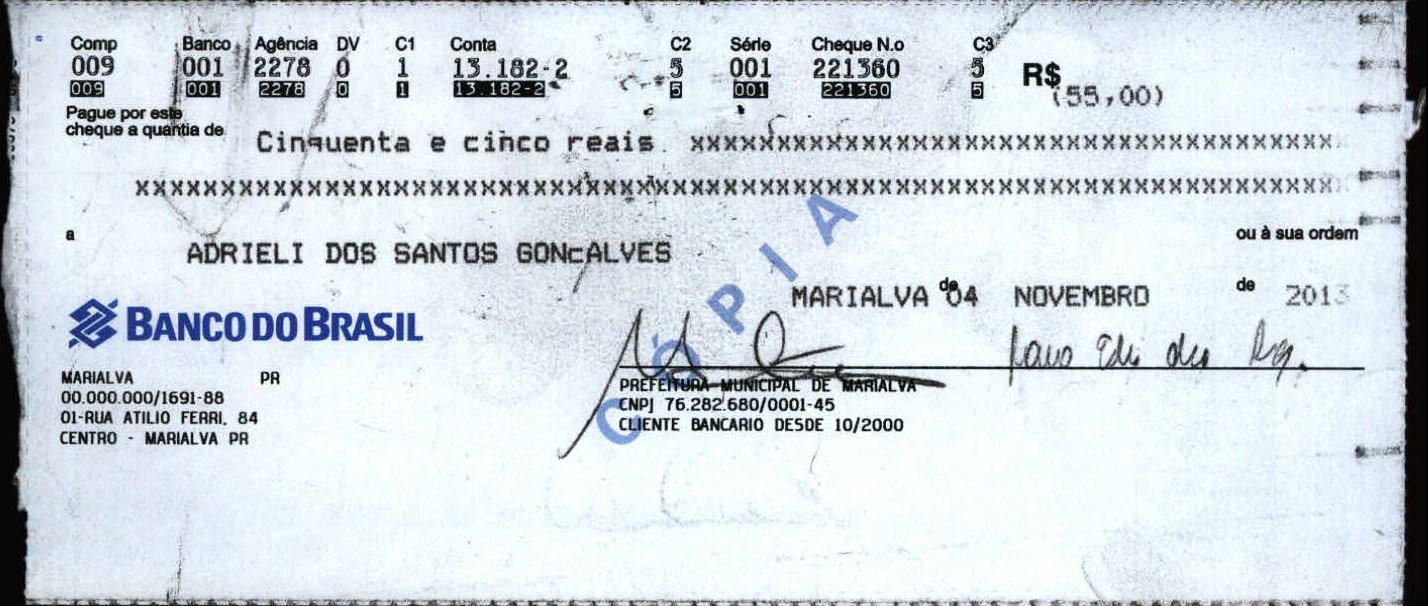 Comp Banco Agência DV C1 Conta C2 Série Cheque N.o C3
009 001 2278 0 1 13.182-2 5 001 221360 5 R$
009 001 2278 0 1 13.182-2 5 001 221360 5 (55,00)
Pague por este
cheque a quantia de Cinquenta e cinco reais xxxxxxxxxxxxxxxxxxxxxxxxxxxxxxxxxxxxxxxxxxxxxx
xxxxxxxxxxxxxxxxxxxxxxxxxxxxxxxxxxxxxxxxxxxxxxxxxxxxxxxxxxxxxxxxxxxxxxxxxxxxxxxxxxxxxx
a ou à sua ordem
ADRIELI DOS SANTOS GONcALVES
MARIALVA de 04 NOVEMBRO de 2013
CÓPIA
BANCO DO BRASIL
MARIALVA PR
00.000.000/1691-88
01-RUA ATILIO FERRI, 84
CENTRO - MARIALVA PR
PREFEITURA MUNICIPAL DE MARIALVA
CNPJ 76.282.680/0001-45
CLIENTE BANCARIO DESDE 10/2000